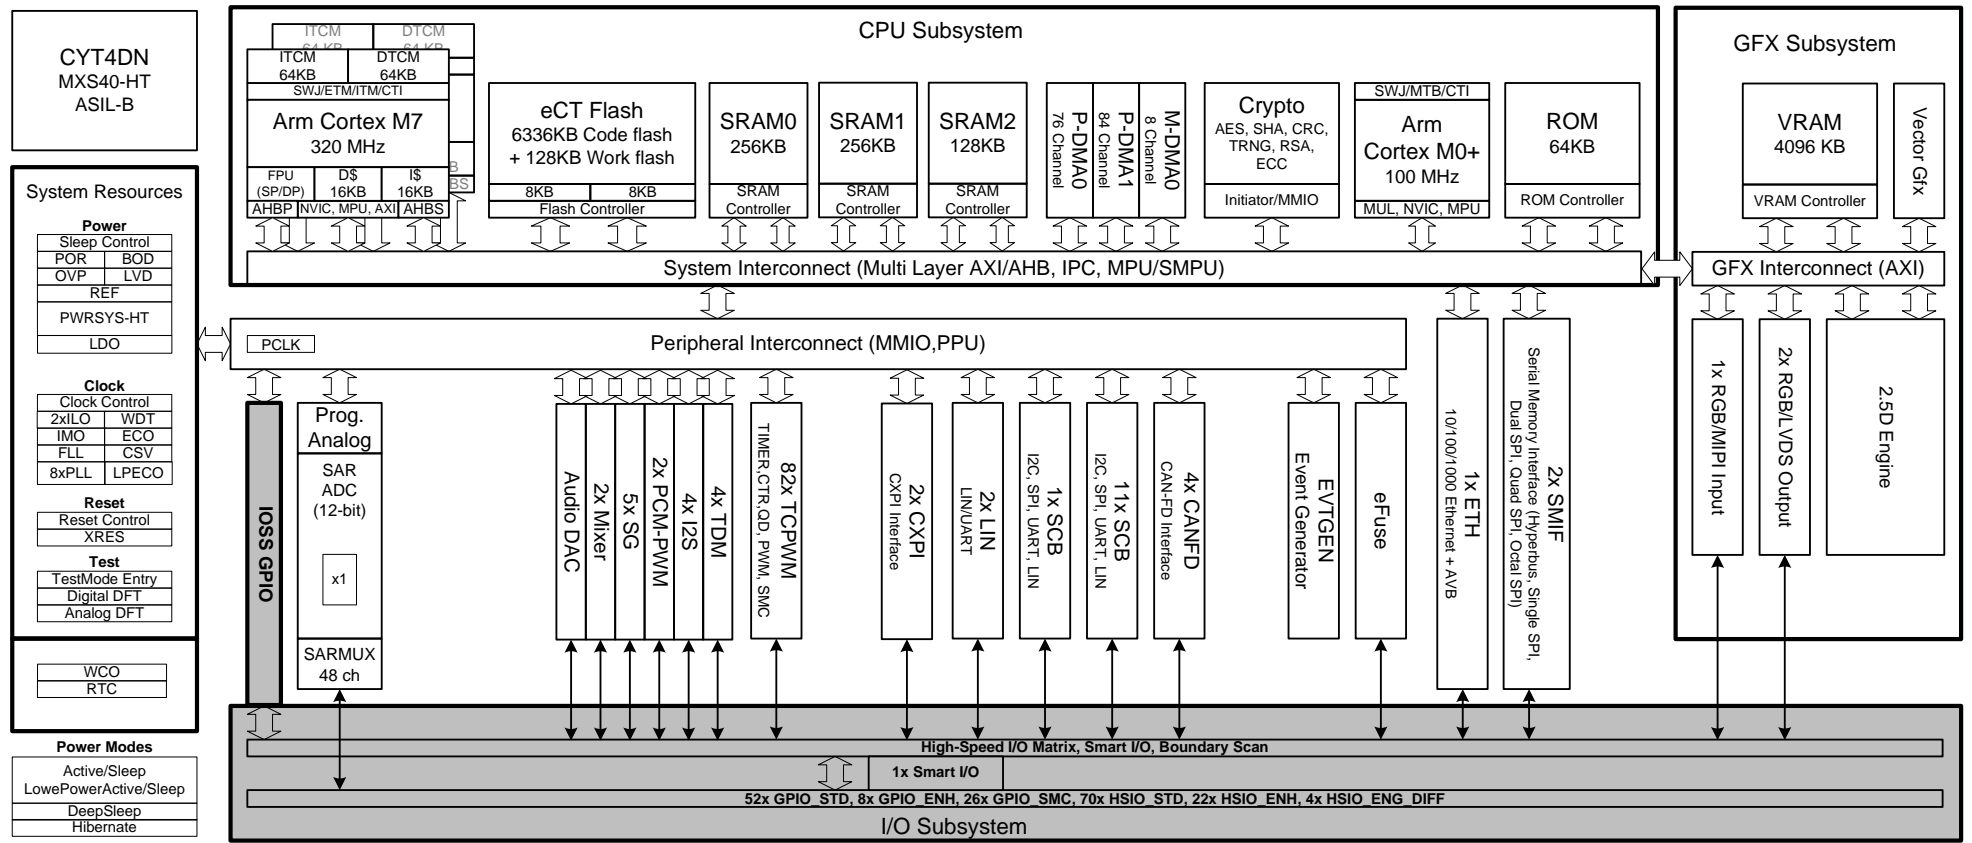 CYT4DN
MXS40-HT
ASIL-B
System Resources
Power
Sleep Control
POR
BOD
OVP
LVD
REF
PWRSYS-HT
LDO
Clock
Clock Control
2xILO
WDT
IMO
ECO
FLL
CSV
8xPLL
LPECO
Reset
Reset Control
XRES
Test
TestMode Entry
Digital DFT
Analog DFT
WCO
RTC
Power Modes
Active/Sleep
LowePowerActive/Sleep
DeepSleep
Hibernate
CPU Subsystem
ITCM
64 KB
DTCM
64 KB
ITCM
64KB
DTCM
64KB
SWJ/ETM/ITM/CTI
Arm Cortex M7
320 MHz
FPU
(SP/DP)
D$
16KB
I$
16KB
B
BS
AHBP
NVIC, MPU, AXI
AHBS
eCT Flash
6336KB Code flash
+ 128KB Work flash
8KB
8KB
Flash Controller
SRAM0
256KB
SRAM
Controller
SRAM1
256KB
SRAM
Controller
SRAM2
128KB
SRAM
Controller
P-DMA0
76 Channel
P-DMA1
84 Channel
M-DMA0
8 Channel
Crypto
AES, SHA, CRC,
TRNG, RSA,
ECC
Initiator/MMIO
SWJ/MTB/CTI
Arm
Cortex M0+
100 MHz
MUL, NVIC, MPU
ROM
64KB
ROM Controller
System Interconnect (Multi Layer AXI/AHB, IPC, MPU/SMPU)
GFX Subsystem
VRAM
4096 KB
VRAM Controller
Vector Gfx
GFX Interconnect (AXI)
1x RGB/MIPI Input
2x RGB/LVDS Output
2.5D Engine
PCLK
Peripheral Interconnect (MMIO,PPU)
IOSS GPIO
Prog.
Analog
SAR
ADC
(12-bit)
x1
SARMUX
48 ch
Audio DAC
2x Mixer
5x SG
2x PCM-PWM
4x I2S
4x TDM
82x TCPWM
TIMER,CTR,QD, PWM, SMC
2x CXPI
CXPI Interface
2x LIN
LIN/UART
1x SCB
I2C, SPI, UART, LIN
11x SCB
I2C, SPI, UART, LIN
4x CANFD
CAN-FD Interface
EVTGEN
Event Generator
eFuse
1x ETH
10/100/1000 Ethernet + AVB
2x SMIF
Serial Memory Interface (Hyperbus, Single SPI,
Dual SPI, Quad SPI, Octal SPI)
High-Speed I/O Matrix, Smart I/O, Boundary Scan
1x Smart I/O
52x GPIO_STD, 8x GPIO_ENH, 26x GPIO_SMC, 70x HSIO_STD, 22x HSIO_ENH, 4x HSIO_ENG_DIFF
I/O Subsystem